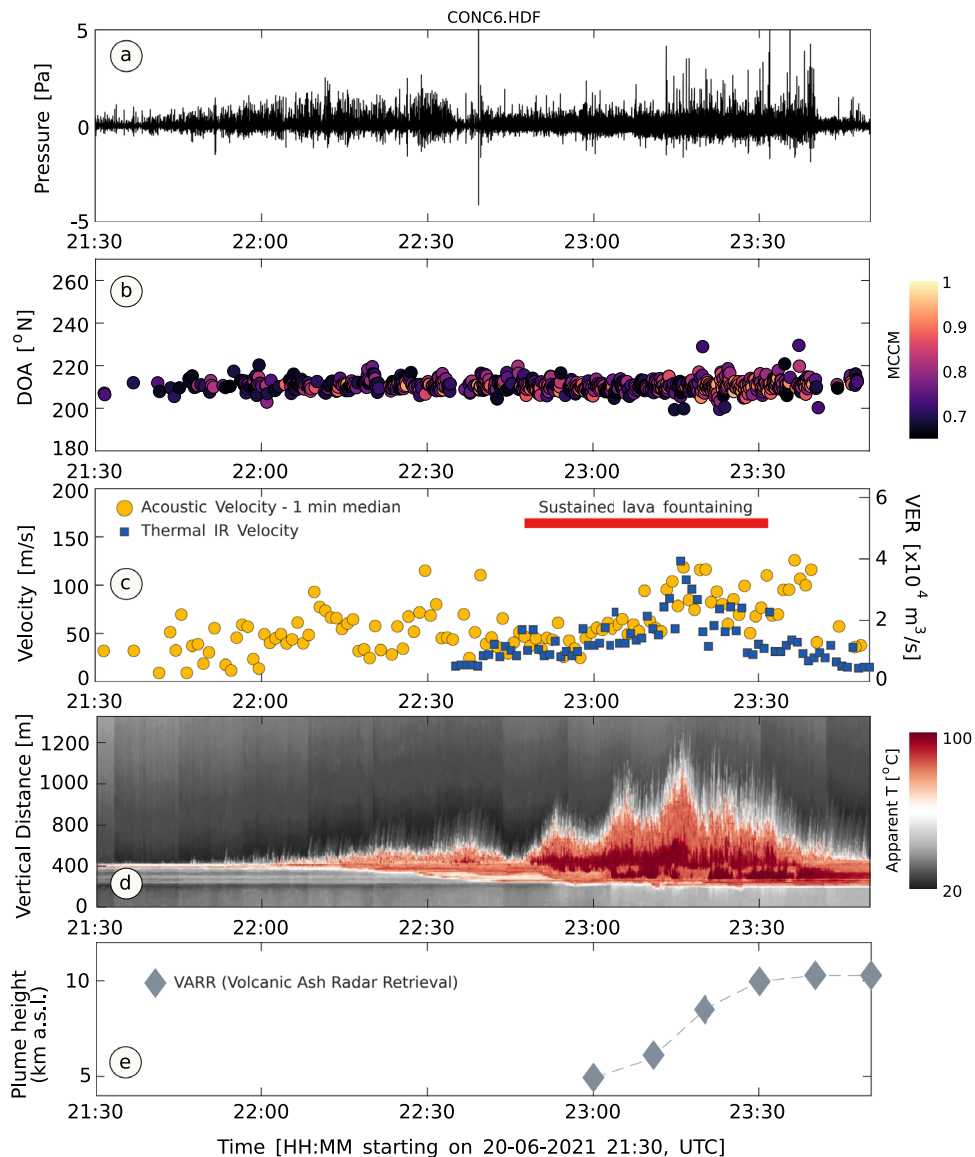 CONC6.HDF
a
Pressure [Pa]
5
0
-5
21:30 22:00 22:30 23:00 23:30
b
DOA [°N]
260
240
220
200
180
21:30 22:00 22:30 23:00 23:30
1
0.9
0.8
0.7
MCCM
200
150
100
50
0
Velocity [m/s]
Acoustic Velocity - 1 min median
Thermal IR Velocity
Sustained lava fountaining
c
6
4
2
0
VER [x10⁴ m³/s]
21:30 22:00 22:30 23:00 23:30
Vertical Distance [m]
1200
1000
800
400
0
d
21:30 22:00 22:30 23:00 23:30
100
20
Apparent T [°C]
Plume height
(km a.s.l.)
10
5
VARR (Volcanic Ash Radar Retrieval)
e
21:30 22:00 22:30 23:00 23:30
Time [HH:MM starting on 20-06-2021 21:30, UTC]